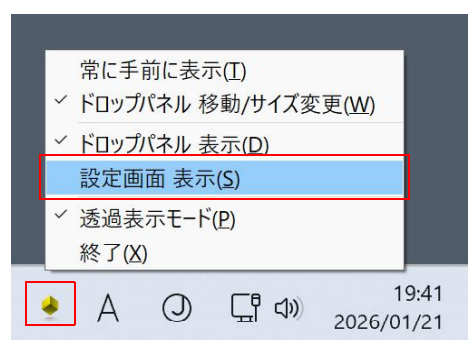 常に手前に表示(T)
ドロップパネル 移動/サイズ変更(W)
ドロップパネル 表示(D)
設定画面 表示(S)
透過表示モード(P)
終了(X)
A
19:41
2026/01/21